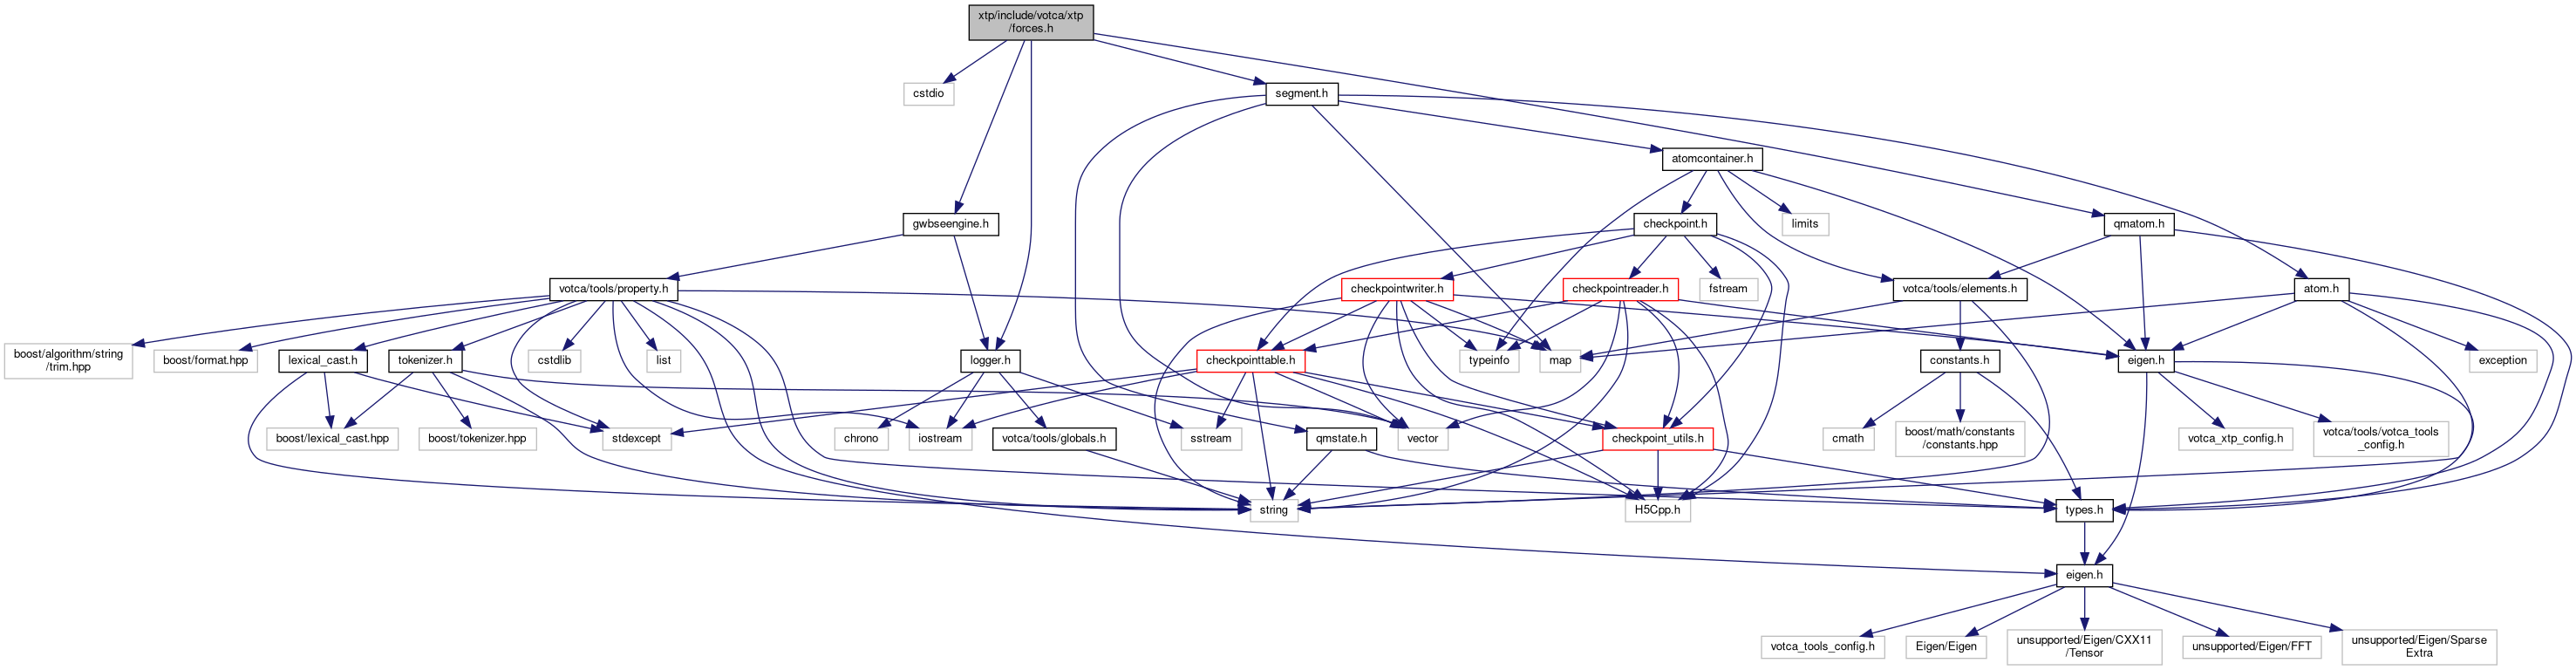 xtp/include/votca/xtp
/forces.h
cstdio
segment.h
atomcontainer.h
gwbseengine.h
checkpoint.h
limits
qmatom.h
votca/tools/property.h
checkpointwriter.h
checkpointreader.h
fstream
votca/tools/elements.h
atom.h
boost/algorithm/string
/trim.hpp
boost/format.hpp
lexical_cast.h
tokenizer.h
cstdlib
list
logger.h
checkpointtable.h
typeinfo
map
constants.h
eigen.h
exception
boost/lexical_cast.hpp
boost/tokenizer.hpp
stdexcept
chrono
iostream
votca/tools/globals.h
sstream
qmstate.h
vector
checkpoint_utils.h
cmath
boost/math/constants
/constants.hpp
votca_xtp_config.h
votca/tools/votca_tools
_config.h
string
H5Cpp.h
types.h
eigen.h
votca_tools_config.h
Eigen/Eigen
unsupported/Eigen/CXX11
/Tensor
unsupported/Eigen/FFT
unsupported/Eigen/Sparse
Extra